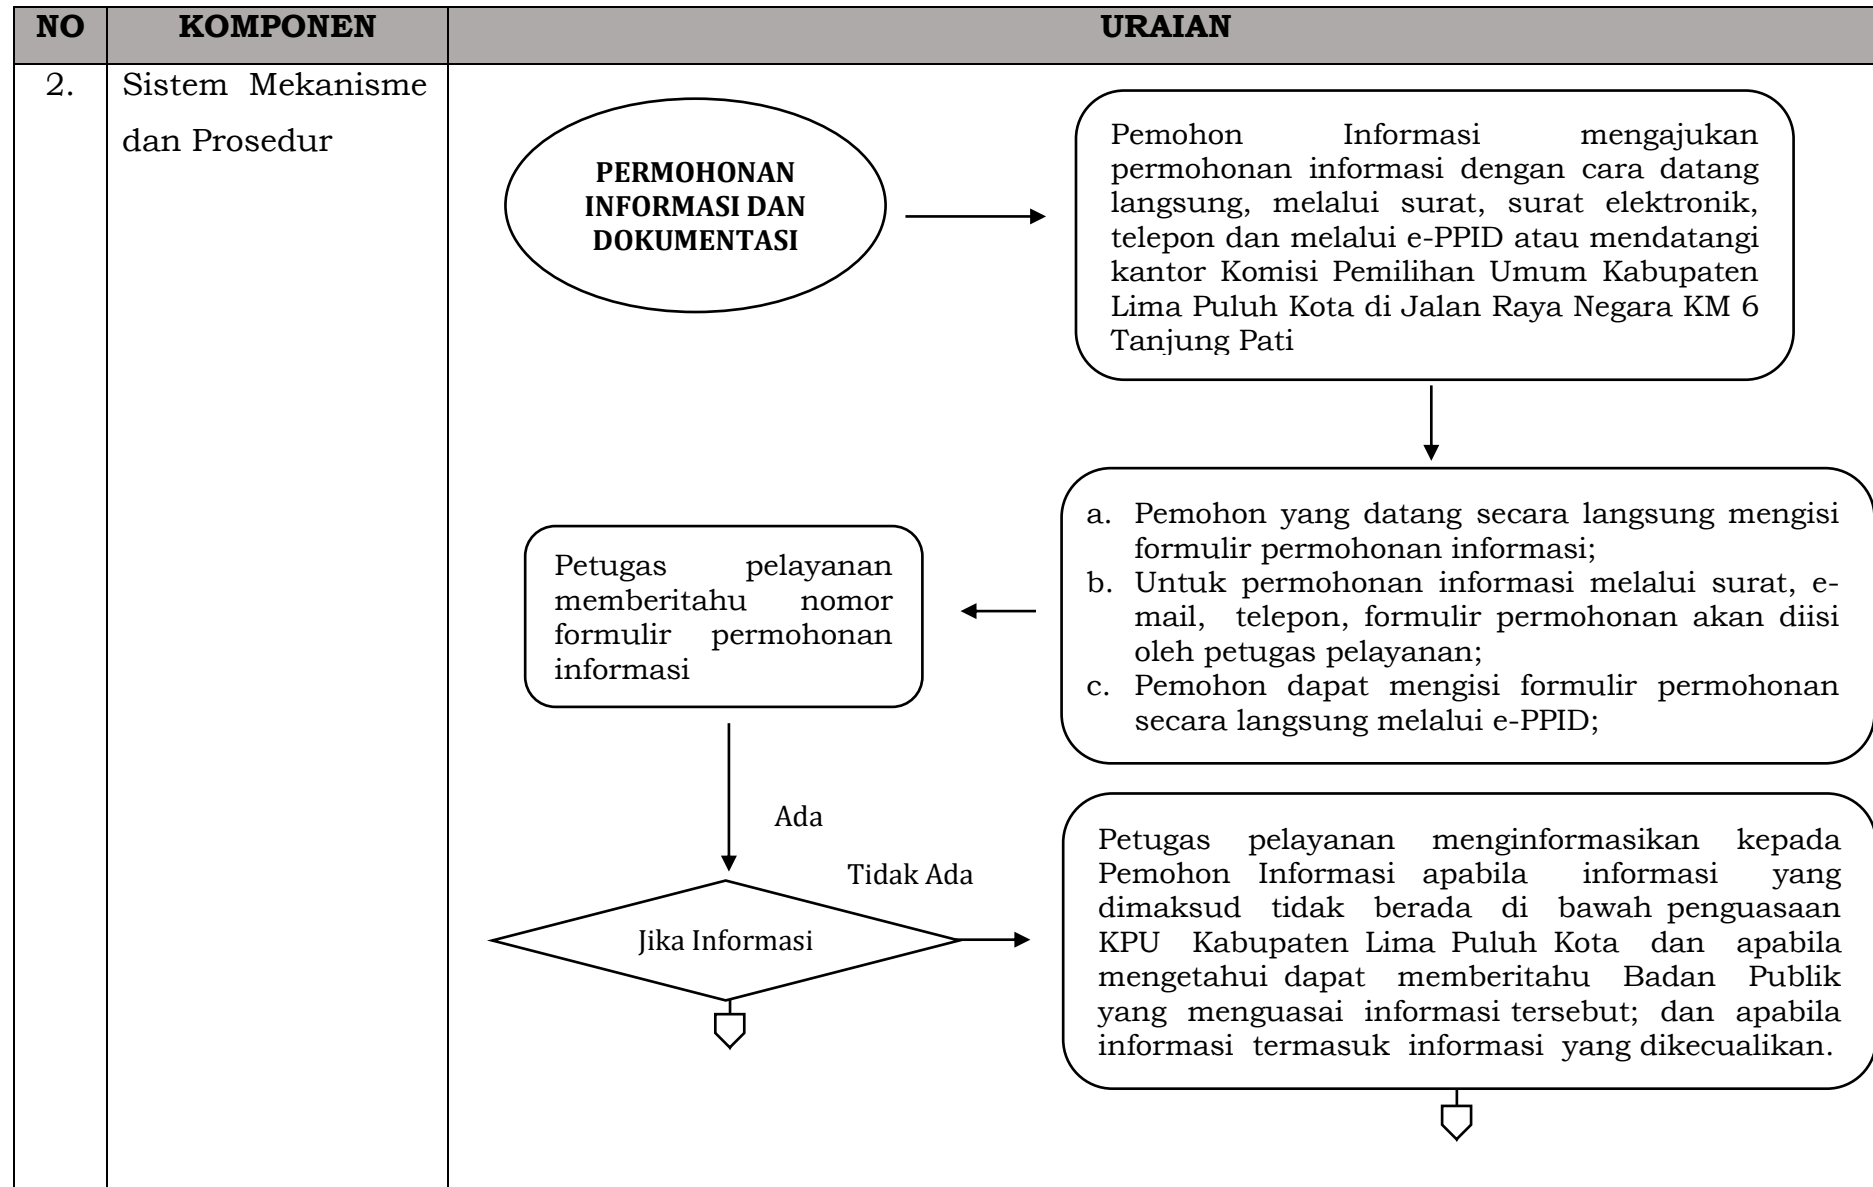 NO KOMPONEN URAIAN
2. Sistem Mekanisme
dan Prosedur
PERMOHONAN
INFORMASI DAN
DOKUMENTASI
Pemohon Informasi mengajukan
permohonan informasi dengan cara datang
langsung, melalui surat, surat elektronik,
telepon dan melalui e-PPID atau mendatangi
kantor Komisi Pemilihan Umum Kabupaten
Lima Puluh Kota di Jalan Raya Negara KM 6
Tanjung Pati
a. Pemohon yang datang secara langsung mengisi
formulir permohonan informasi;
b. Untuk permohonan informasi melalui surat, e-
mail, telepon, formulir permohonan akan diisi
oleh petugas pelayanan;
c. Pemohon dapat mengisi formulir permohonan
secara langsung melalui e-PPID;
Petugas pelayanan
memberitahu nomor
formulir permohonan
informasi
Ada
Tidak Ada
Jika Informasi
Petugas pelayanan menginformasikan kepada
Pemohon Informasi apabila informasi yang
dimaksud tidak berada di bawah penguasaan
KPU Kabupaten Lima Puluh Kota dan apabila
mengetahui dapat memberitahu Badan Publik
yang menguasai informasi tersebut; dan apabila
informasi termasuk informasi yang dikecualikan.